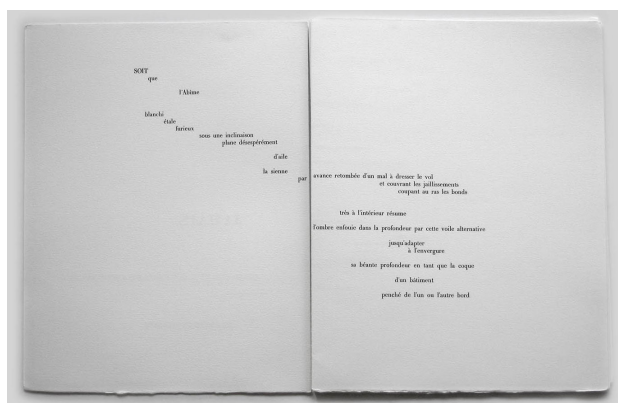 SOIT
que
l'Abîme
blanchi
étale
furieux
sous une inclinaison
plane désespérément
d'aile
la sienne
par avance retombée d'un mal à dresser le vol
et couvrant les jaillissements
coupant au ras les bonds
très à l'intérieur résume
l'ombre enfouie dans la profondeur par cette voile alternative
jusqu'adapter
à l'envergure
sa béante profondeur en tant que la coque
d'un bâtiment
penché de l'un ou l'autre bord